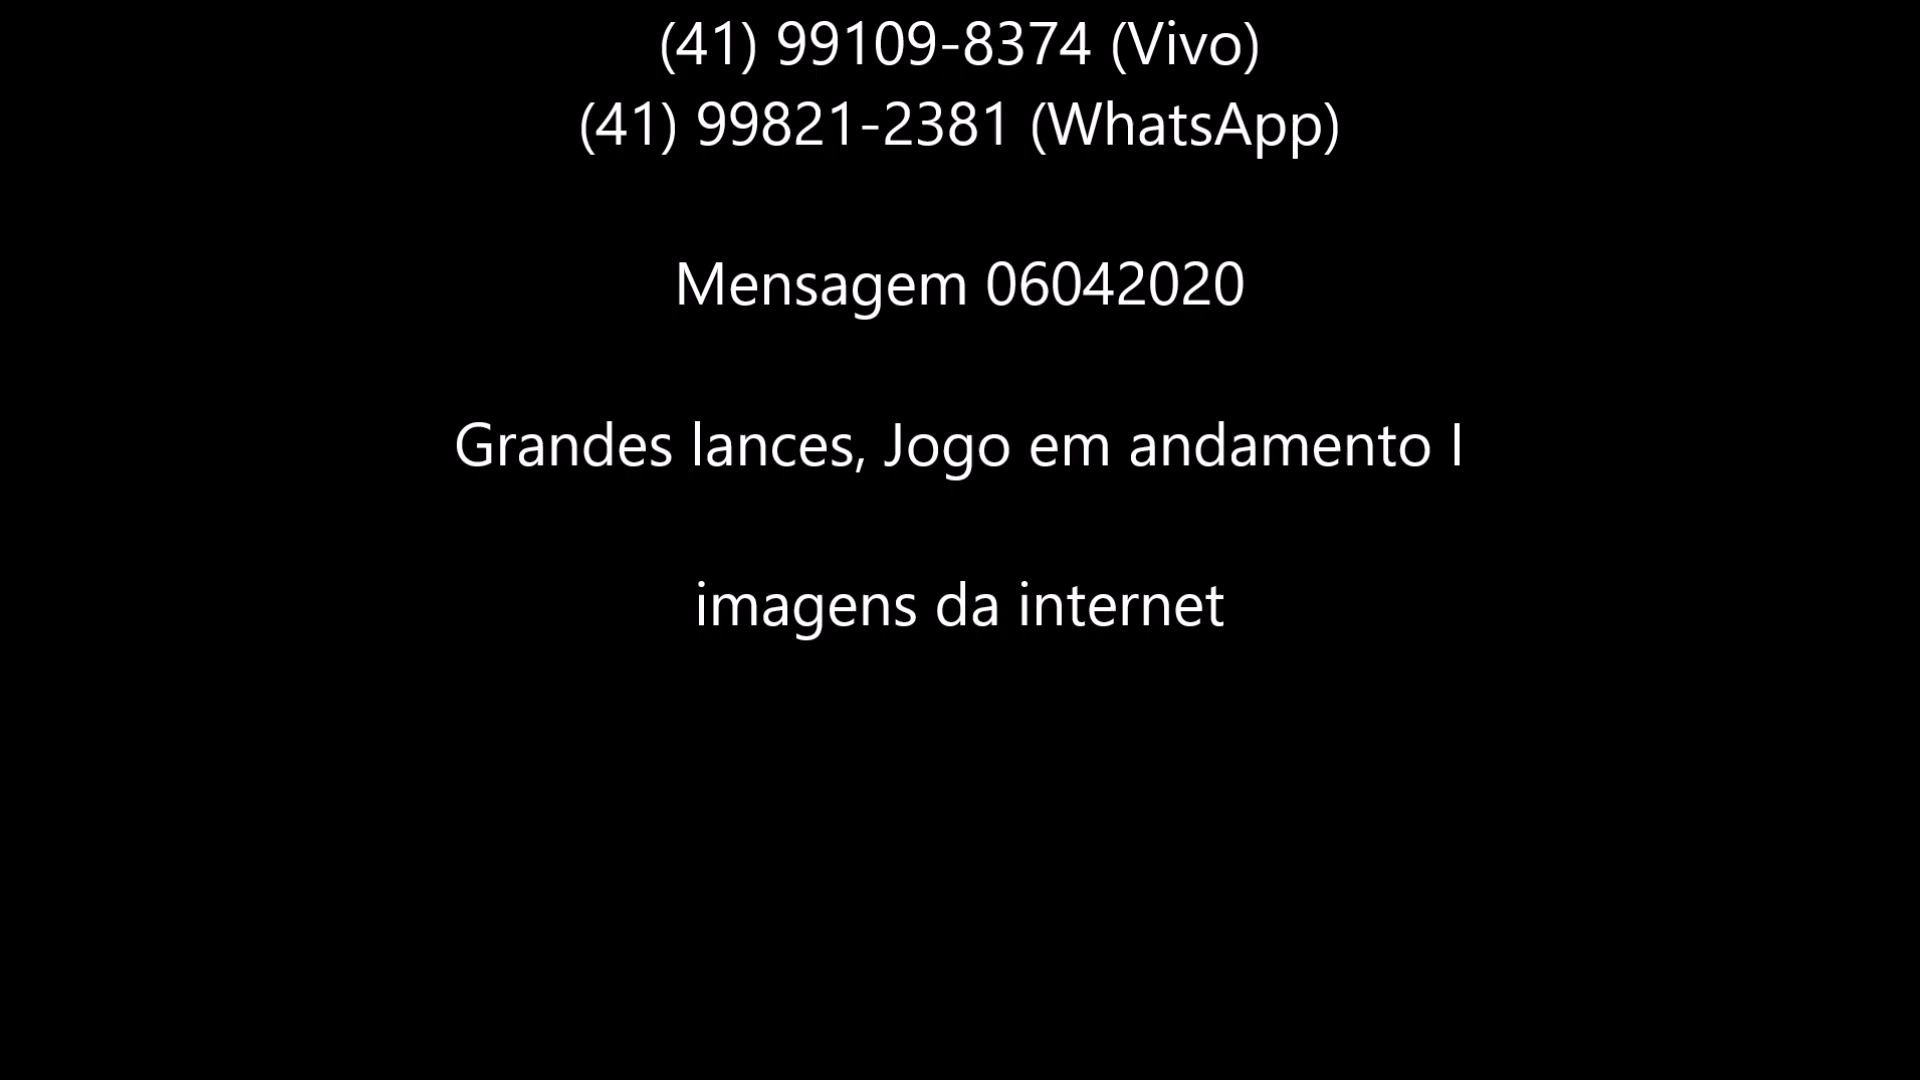 (41) 99109-8374 (Vivo)
(41) 99821-2381 (WhatsApp)
Mensagem 06042020
Grandes lances, Jogo em andamento I
imagens da internet